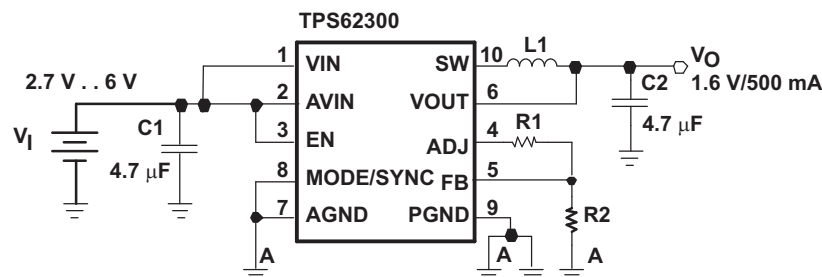 TPS62300
1 VIN SW 10 L1 VO
2.7 V . . 6 V 2 AVIN VOUT 6 C2 1.6 V/500 mA
VI C1 3 EN ADJ 4 R1 4.7 μF
4.7 μF 8 MODE/SYNC FB 5
7 AGND PGND 9 R2
A A A